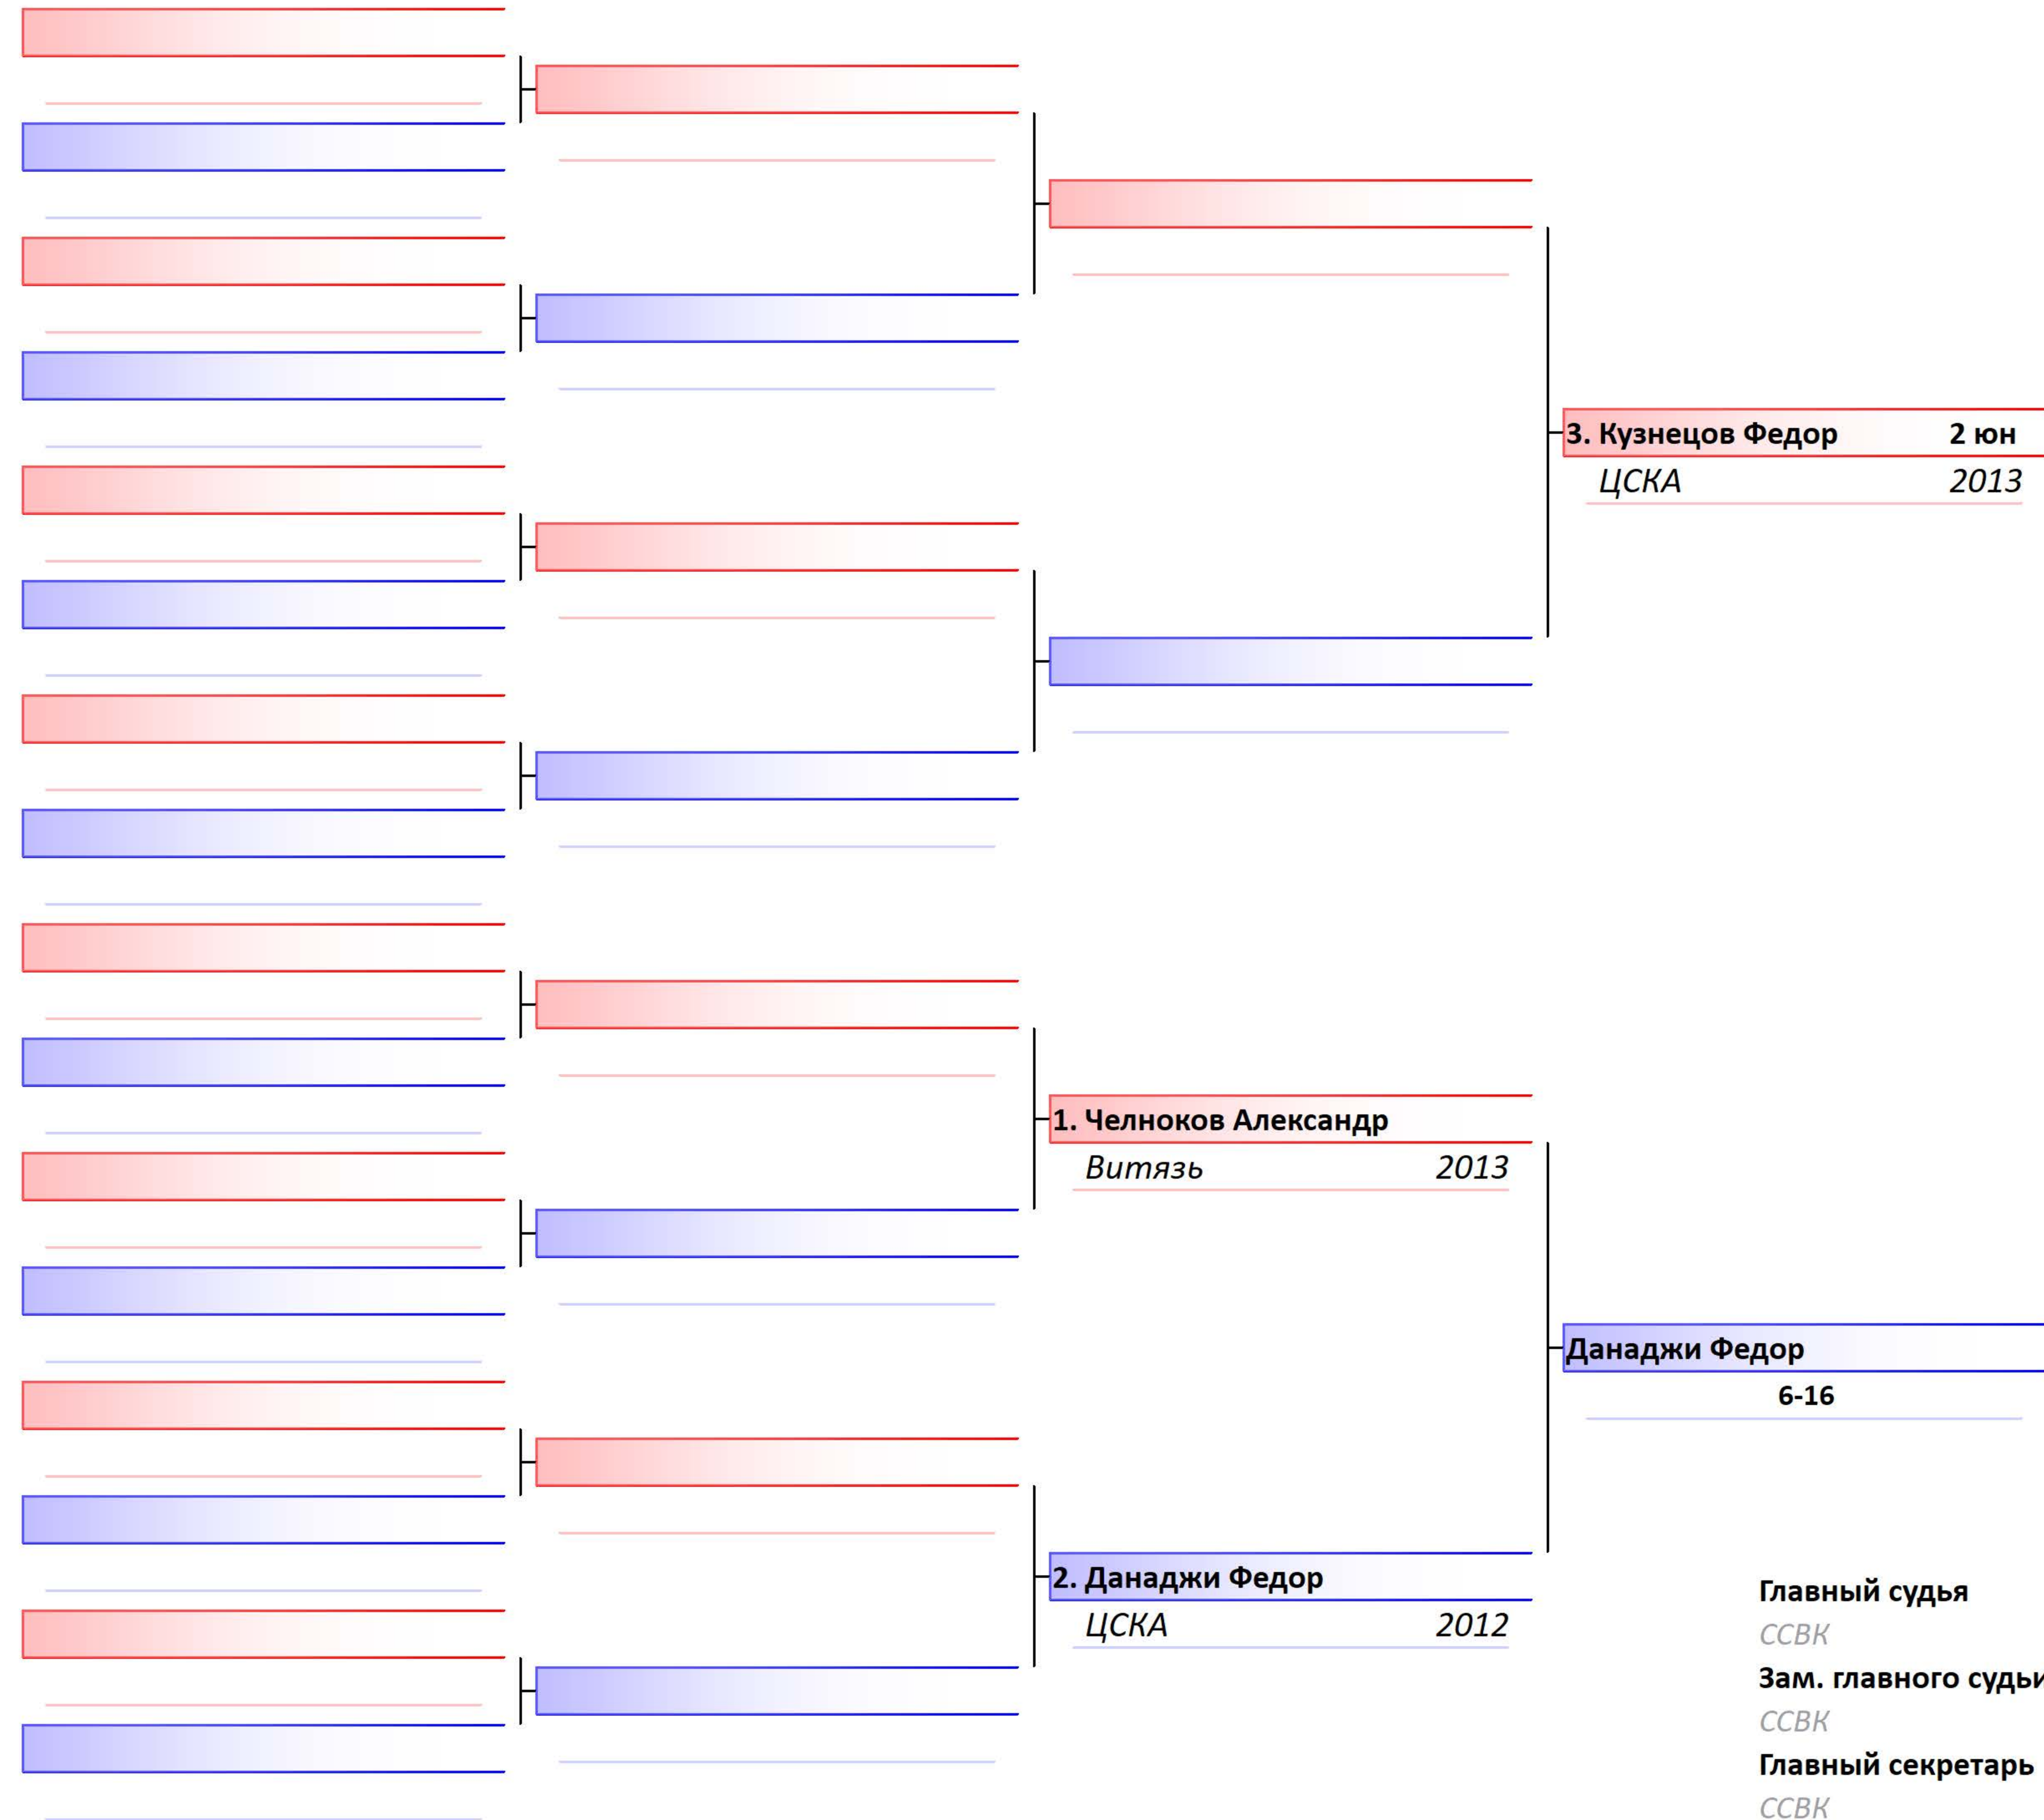 3. Кузнецов Федор 2 юн
ЦСКА 2013
1. Челноков Александр
Витязь 2013
Данаджи Федор
6-16
2. Данаджи Федор
ЦСКА 2012
Главный судья
ССВК
Зам. главного судьи
ССВК
Главный секретарь
ССВК